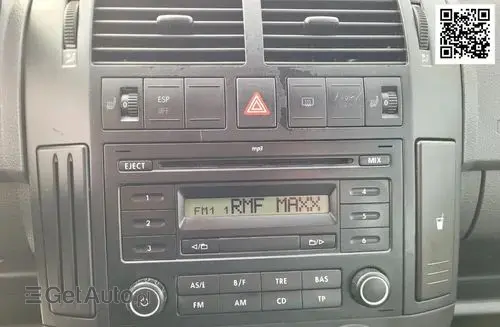 ESP
OFF
mp3
EJECT
MIX
1
4
FM1 1 RMF MAXX
2
5
3
6
AS/i
B/F
TRE
BAS
FM
AM
CD
TP
GetAuto